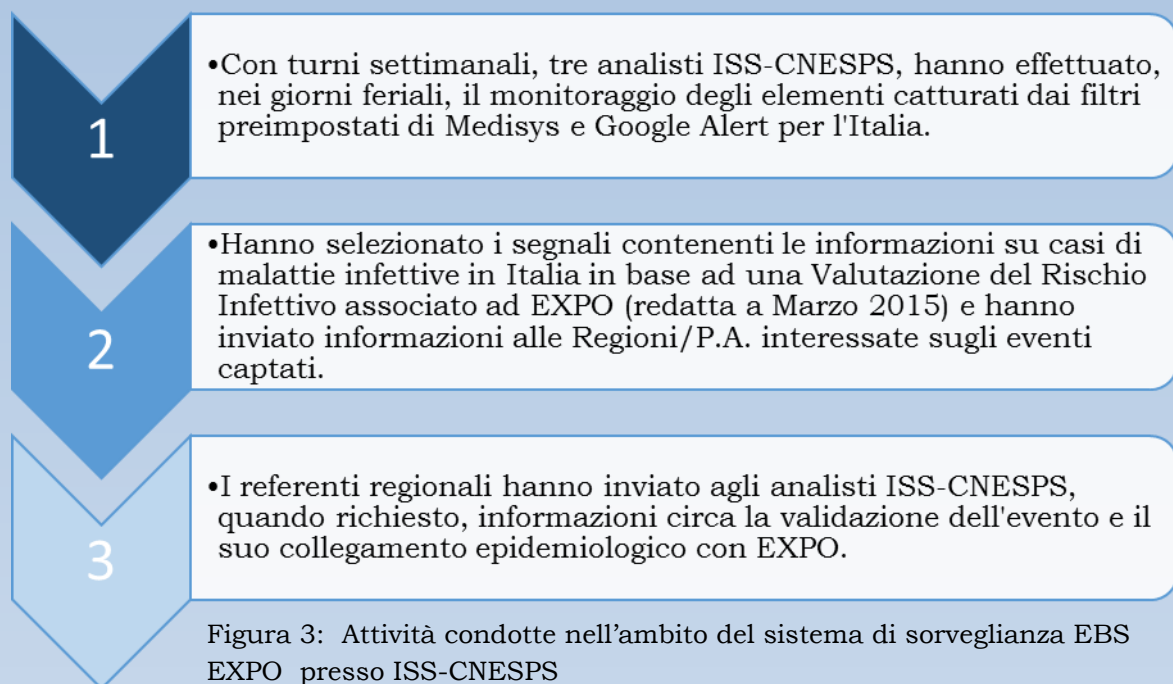 1
•Con turni settimanali, tre analisti ISS-CNESPS, hanno effettuato,
nei giorni feriali, il monitoraggio degli elementi catturati dai filtri
preimpostati di Medisys e Google Alert per l'Italia.
2
•Hanno selezionato i segnali contenenti le informazioni su casi di
malattie infettive in Italia in base ad una Valutazione del Rischio
Infettivo associato ad EXPO (redatta a Marzo 2015) e hanno
inviato informazioni alle Regioni/P.A. interessate sugli eventi
captati.
3
•I referenti regionali hanno inviato agli analisti ISS-CNESPS,
quando richiesto, informazioni circa la validazione dell'evento e il
suo collegamento epidemiologico con EXPO.
Figura 3: Attività condotte nell’ambito del sistema di sorveglianza EBS
EXPO presso ISS-CNESPS